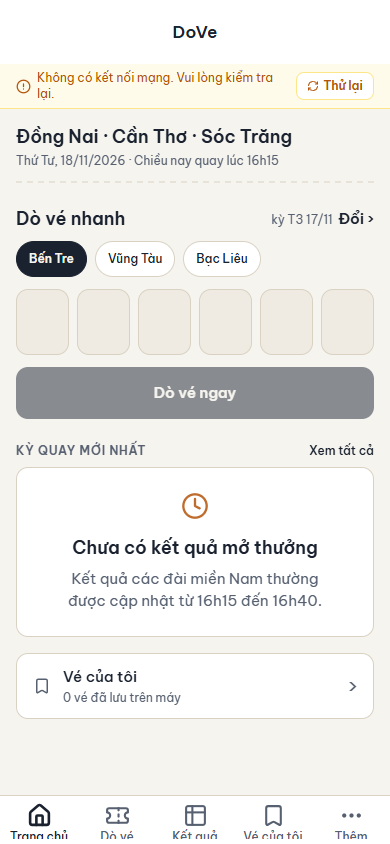 DoVe
Không có kết nối mạng. Vui lòng kiểm tra
lại.
Thử lại
Đồng Nai · Cần Thơ · Sóc Trăng
Thứ Tư, 18/11/2026 · Chiều nay quay lúc 16h15
Dò vé nhanh
kỳ T3 17/11 Đổi ›
Bến Tre
Vũng Tàu
Bạc Liêu
Dò vé ngay
KỲ QUAY MỚI NHẤT
Xem tất cả
Chưa có kết quả mở thưởng
Kết quả các đài miền Nam thường
được cập nhật từ 16h15 đến 16h40.
Vé của tôi
0 vé đã lưu trên máy
Trang chủ
Dò vé
Kết quả
Vé của tôi
Thêm